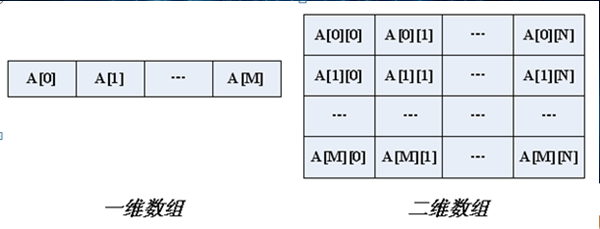 A[0] A[1] --- A[M]
A[0][0] A[0][1] --- A[0][N]
A[1][0] A[1][1] --- A[1][N]
--- --- --- ---
A[M][0] A[M][1] --- A[M][N]
一维数组
二维数组